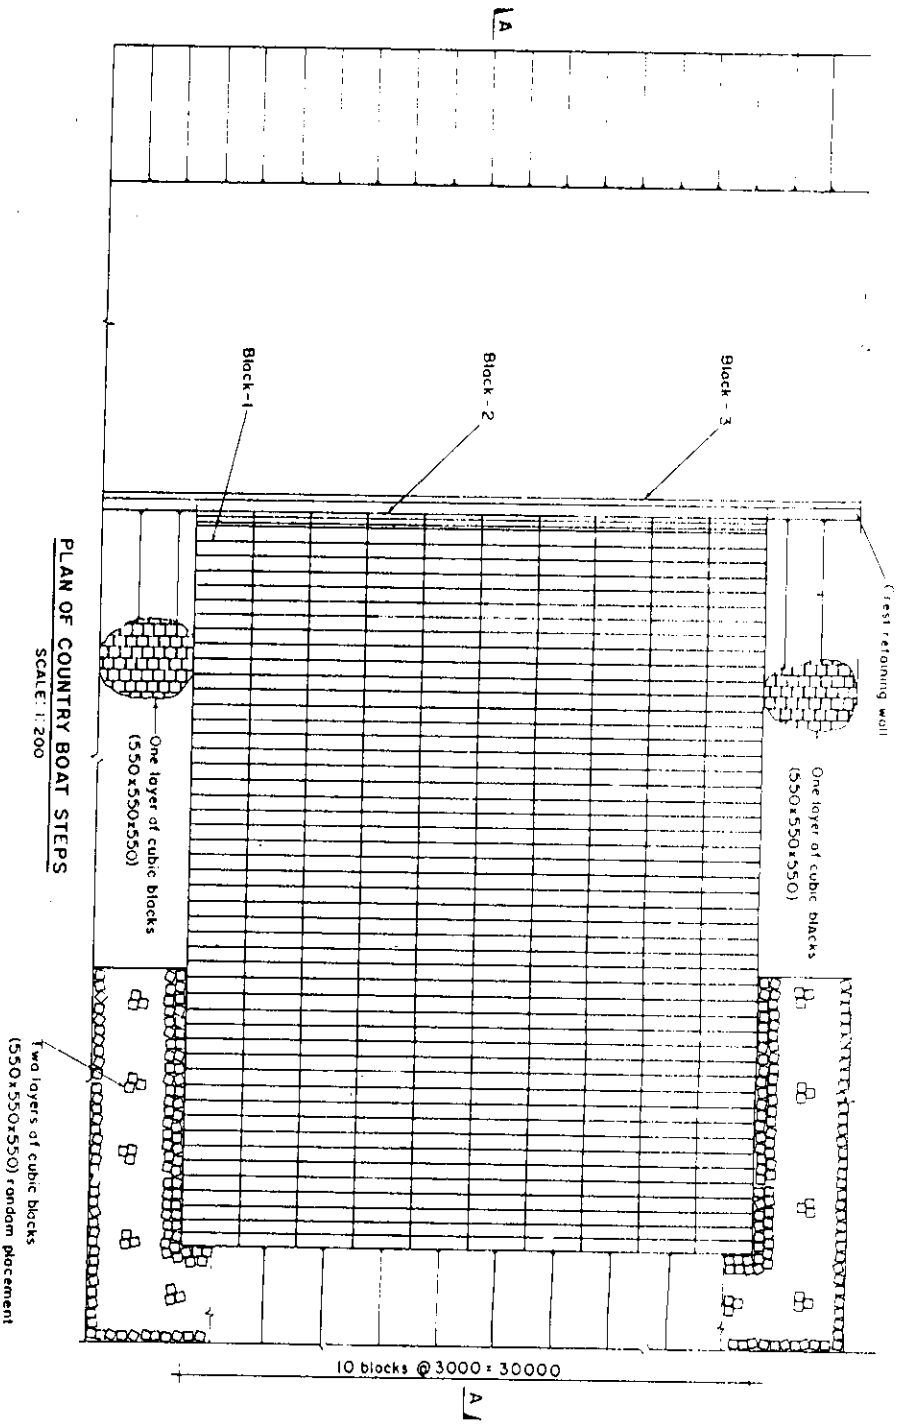 A
Block-3
Block-2
Block-1
Crest retaining wall
One layer of cubic blocks
(550x550x550)
One layer of cubic blocks
(550x550x550)
Two layers of cubic blocks
(550x550x550) random placement
10 blocks @ 3000 = 30000
A
PLAN OF COUNTRY BOAT STEPS
SCALE: 1:200